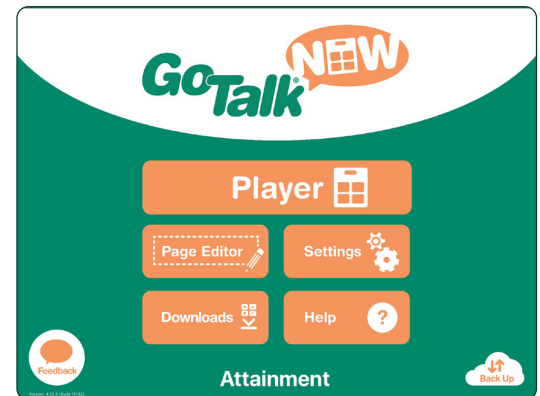 GoTalk® NOW
Player
Page Editor
Settings
Downloads
Help
?
Feedback
Back Up
Attainment